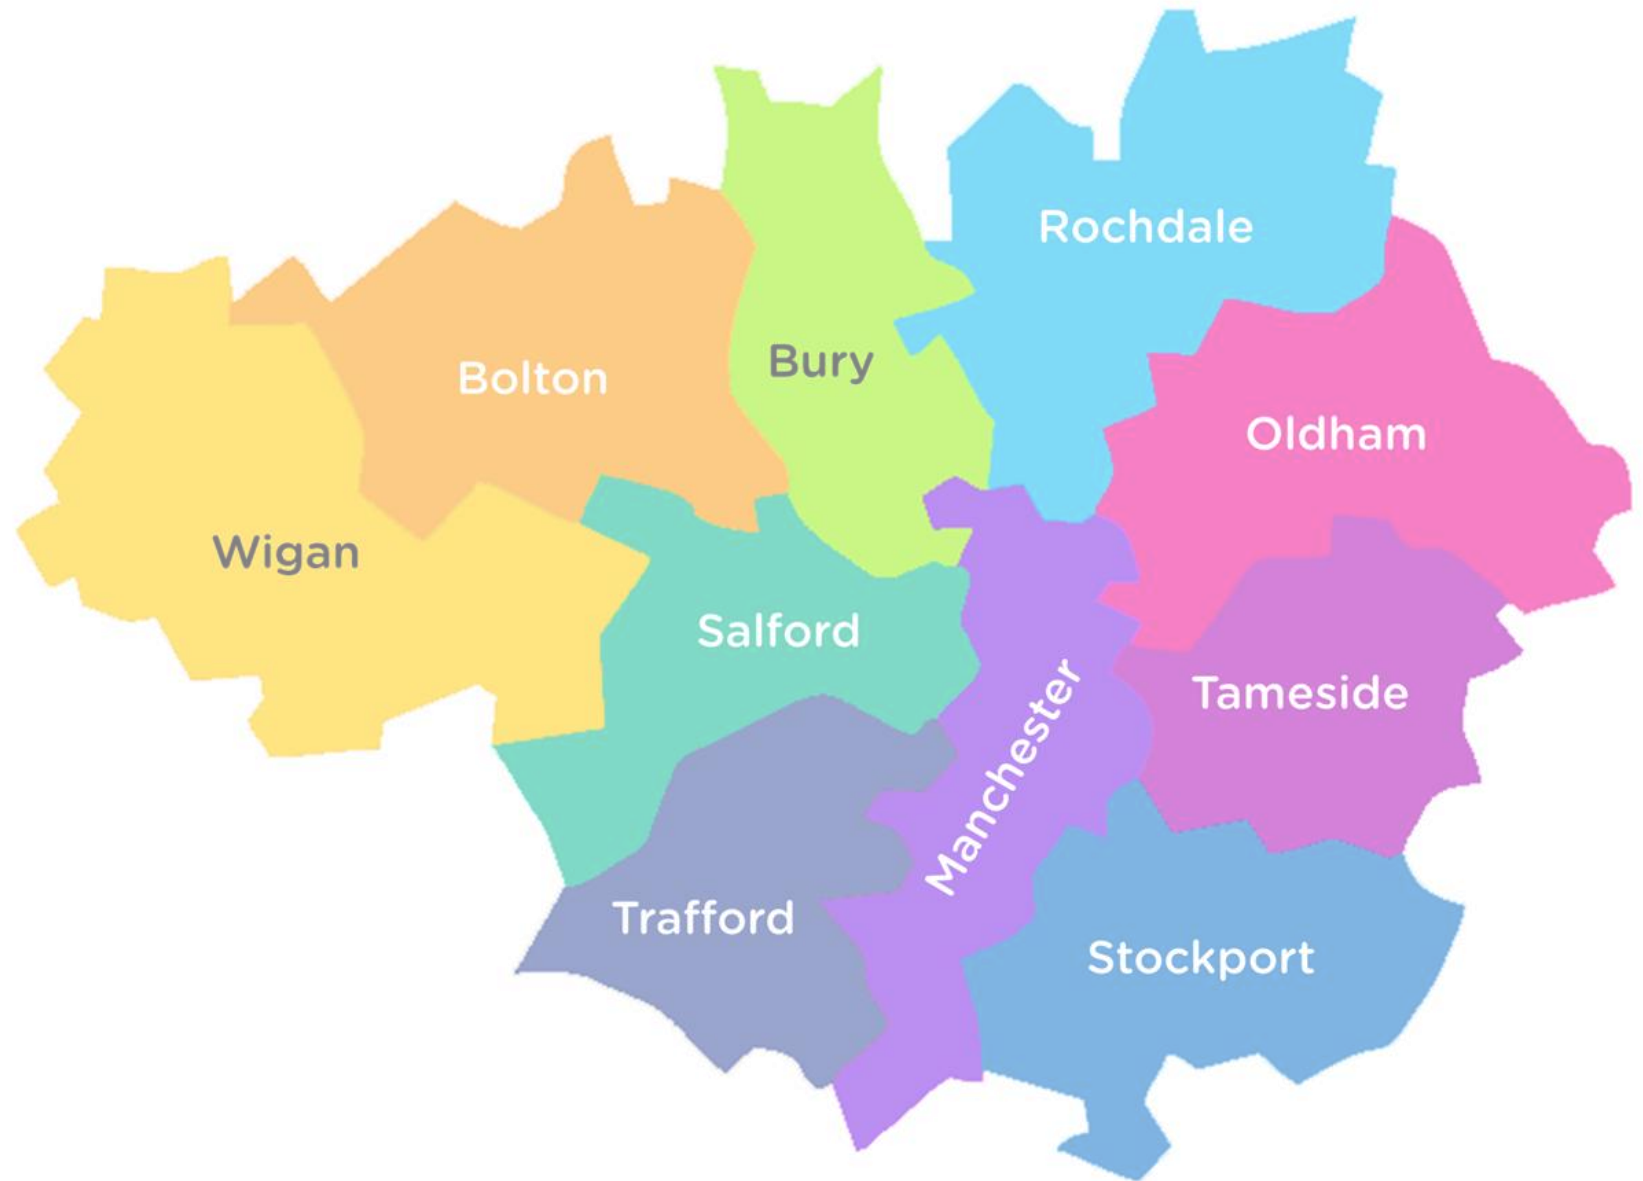 Rochdale
Bury
Bolton
Oldham
Wigan
Salford
Tameside
Manchester
Trafford
Stockport